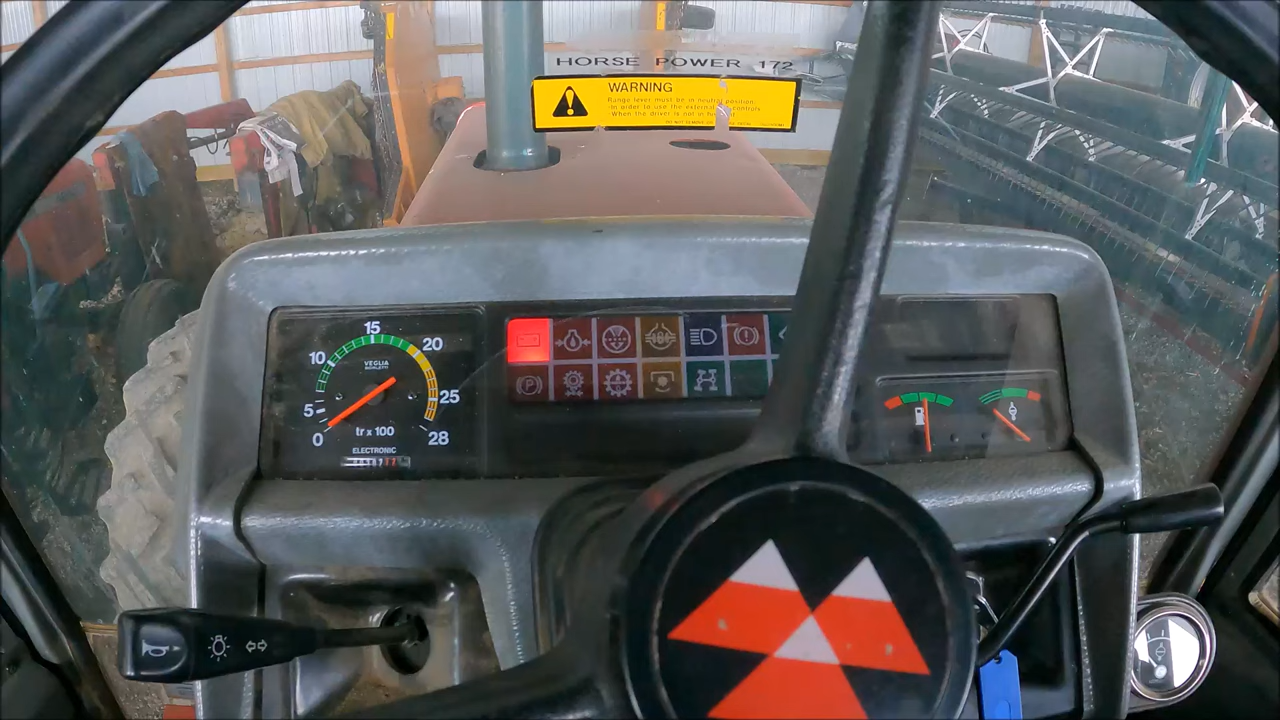 HORSE POWER 172
WARNING
Range lever must be in neutral position,
in order to use the external controls
When the driver is not in
15
10
20
VEGLIA
BORLETTI
5
25
0
tr x 100
28
ELECTRONIC
P